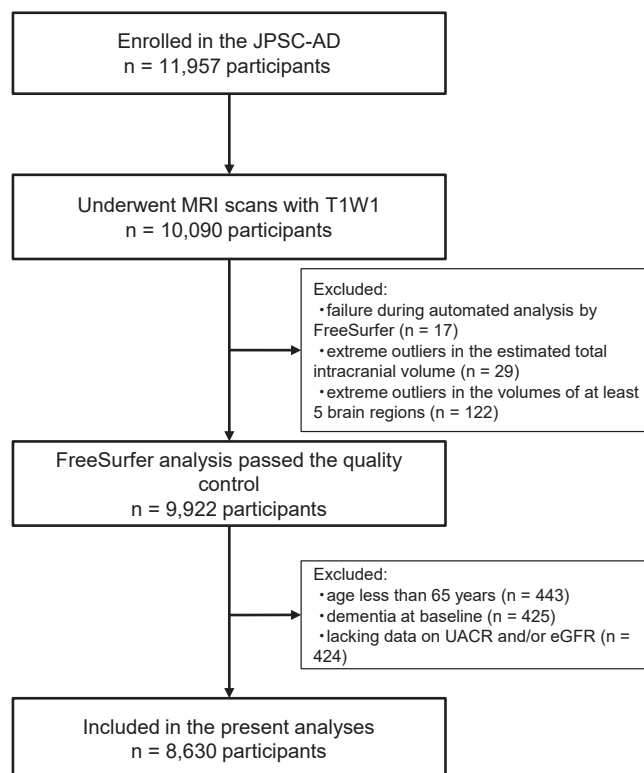 Enrolled in the JPSC-AD
n = 11,957 participants
Underwent MRI scans with T1W1
n = 10,090 participants
Excluded:
・failure during automated analysis by
FreeSurfer (n = 17)
・extreme outliers in the estimated total
intracranial volume (n = 29)
・extreme outliers in the volumes of at least
5 brain regions (n = 122)
FreeSurfer analysis passed the quality
control
n = 9,922 participants
Excluded:
・age less than 65 years (n = 443)
・dementia at baseline (n = 425)
・lacking data on UACR and/or eGFR (n =
424)
Included in the present analyses
n = 8,630 participants